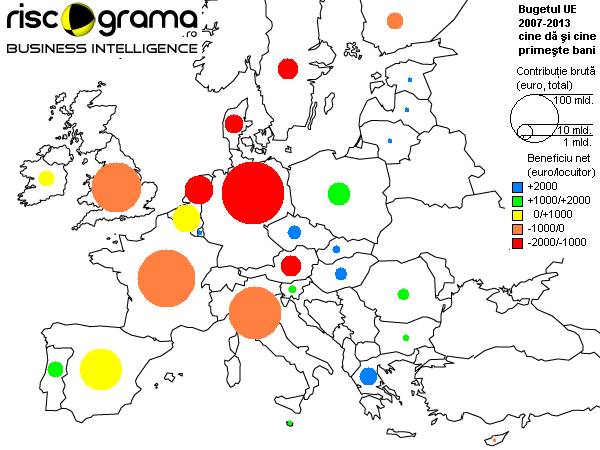 riscograma
.ro
BUSINESS INTELLIGENCE
Bugetul UE
2007-2013
cine dă şi cine
primeşte bani
Contribuţie brută
(euro, total)
100 mld.
10 mld.
1 mld.
Beneficiu net
(euro/locuitor)
+2000
+1000/+2000
0/+1000
-1000/0
-2000/-1000